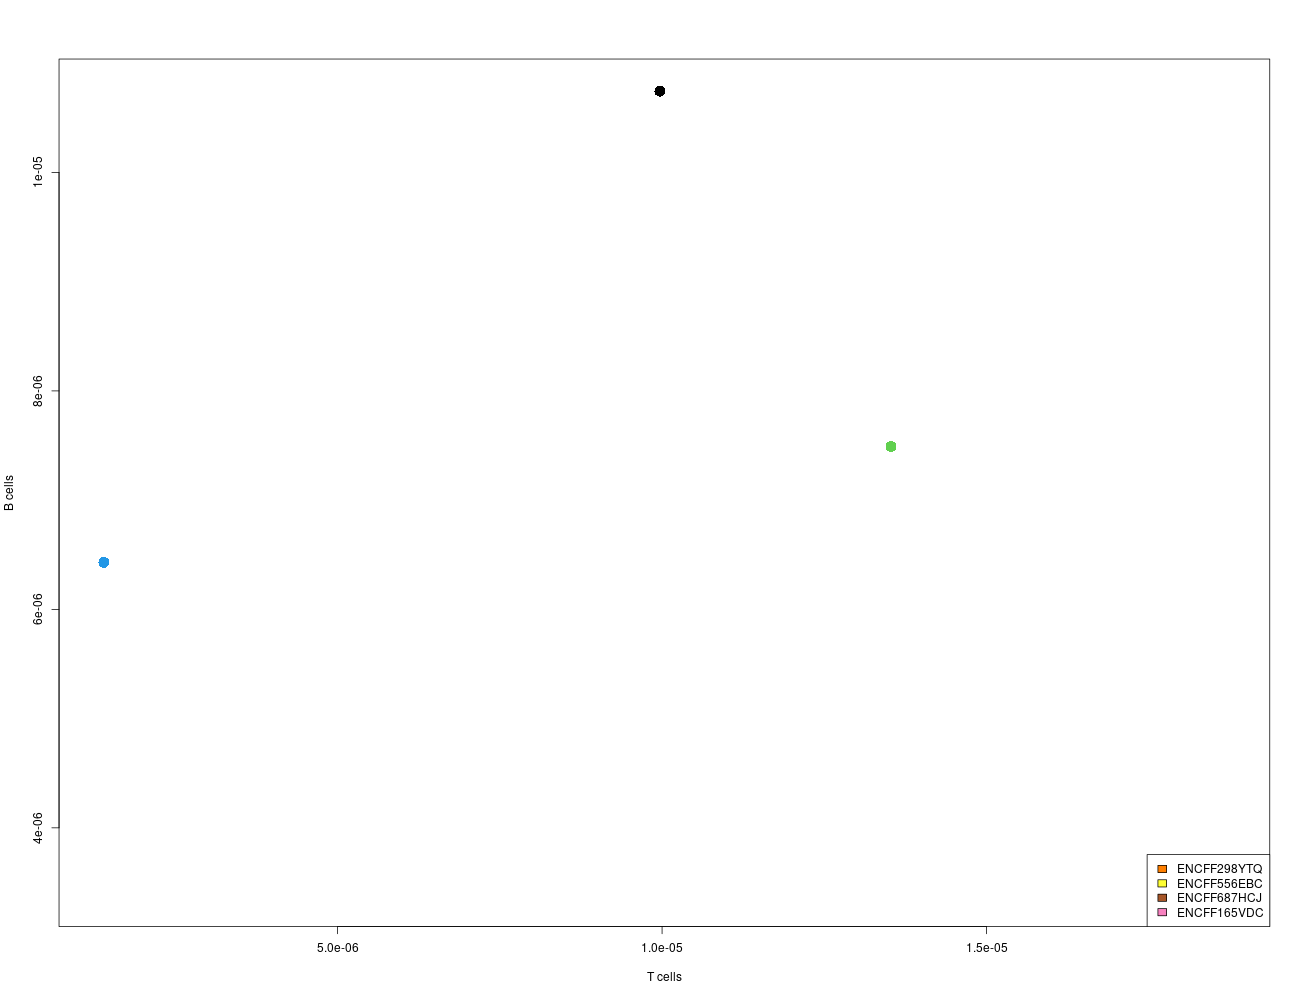 1e-05
8e-06
B cells
6e-06
4e-06
ENCFF298YTQ
ENCFF556EBC
ENCFF687HCJ
ENCFF165VDC
5.0e-06
1.0e-05
1.5e-05
T cells